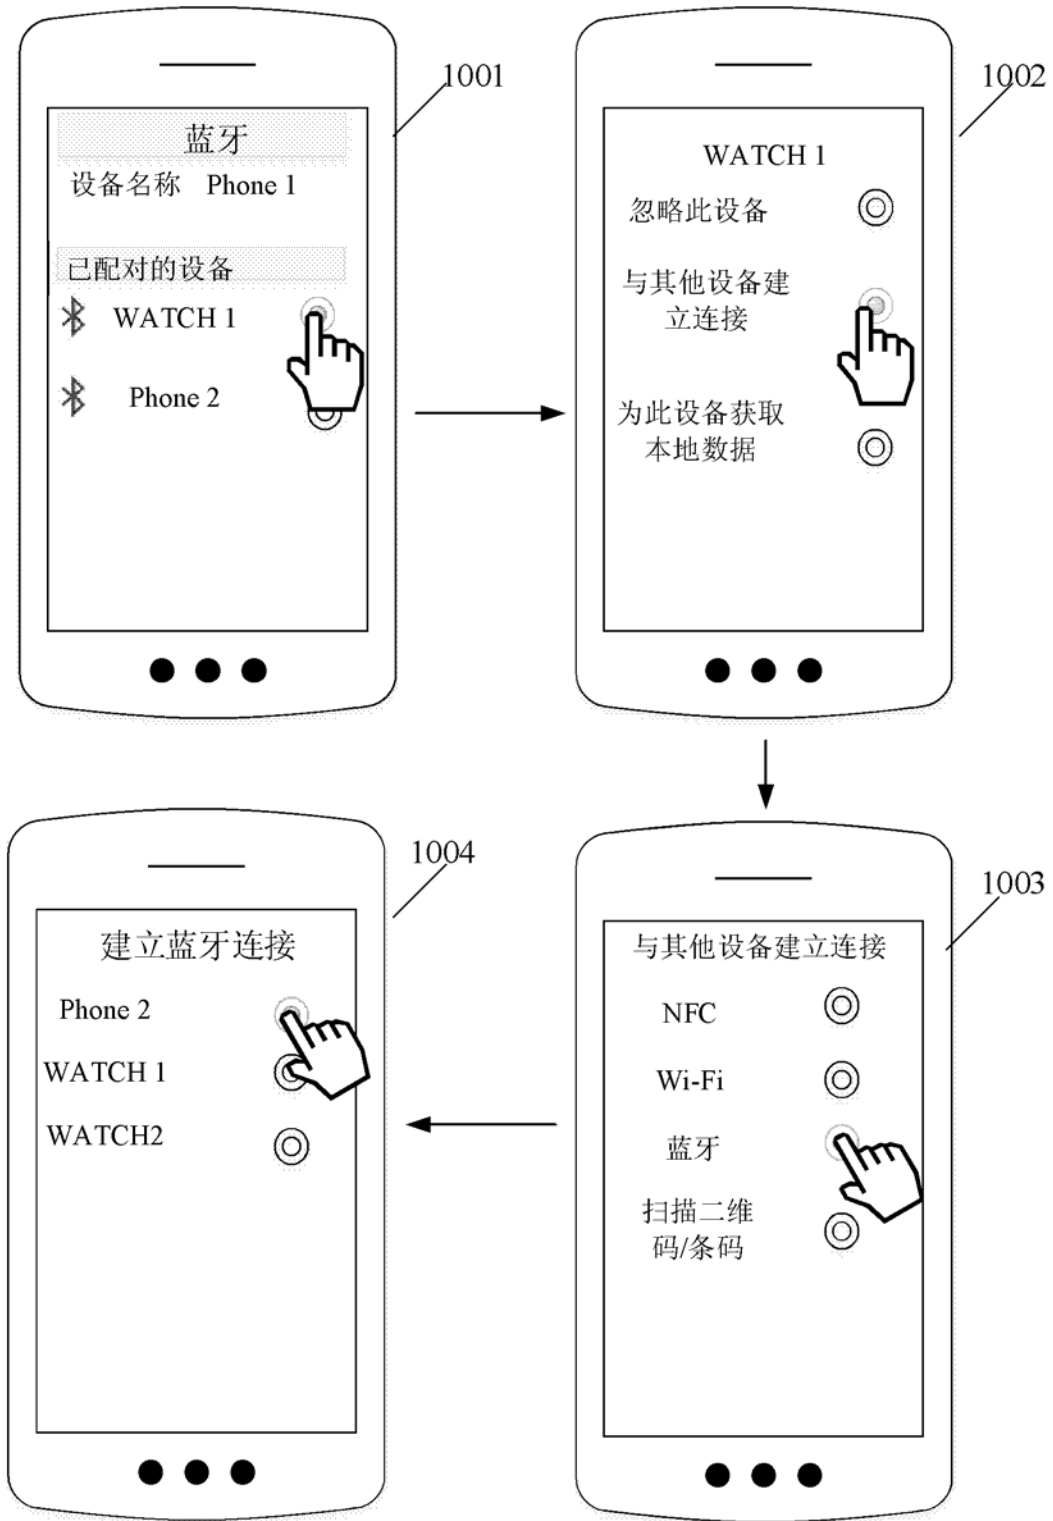 1001
蓝牙
设备名称 Phone 1
已配对的设备
WATCH 1
Phone 2
1002
WATCH 1
忽略此设备
与其他设备建
立连接
为此设备获取
本地数据
1003
与其他设备建立连接
NFC
Wi-Fi
蓝牙
扫描二维
码/条码
1004
建立蓝牙连接
Phone 2
WATCH 1
WATCH2